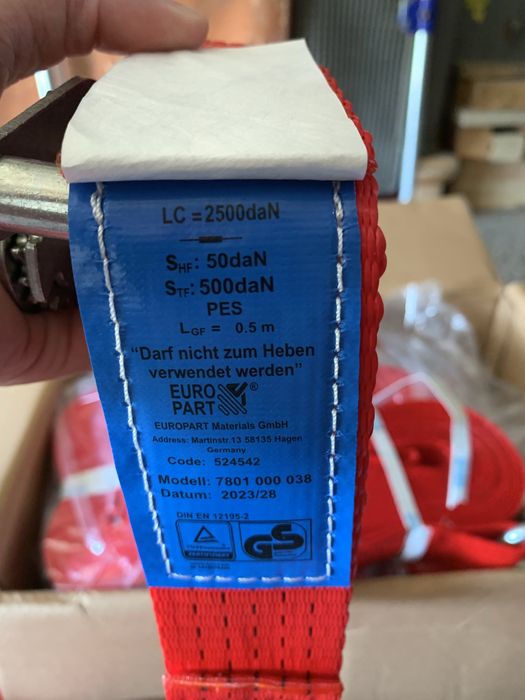 LC =2500daN
SHF: 50daN
STF: 500daN
PES
LGF = 0.5 m
"Darf nicht zum Heben
verwendet werden"
EURO
PART ®
EUROPART Materials GmbH
Address: Martinstr.13 58135 Hagen
Germany
Code: 524542
Modell: 7801 000 038
Datum: 2023/28
DIN EN 12195-2
GS